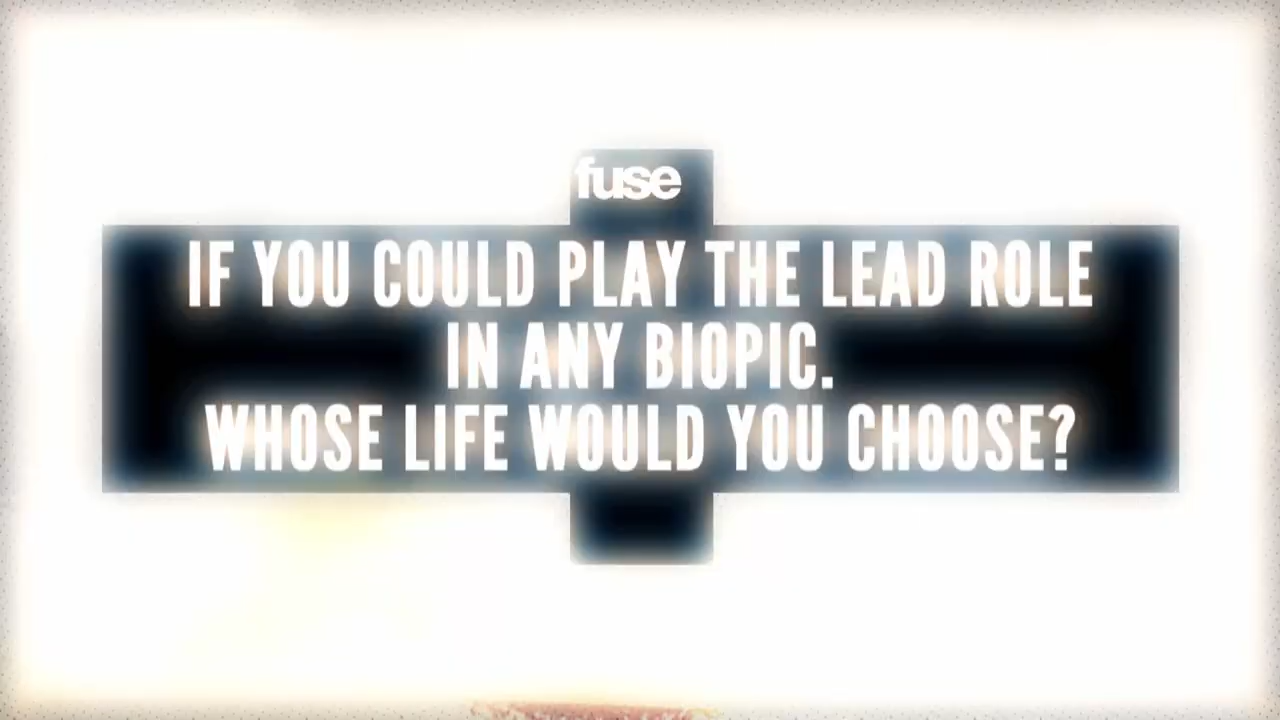 fuse
IF YOU COULD PLAY THE LEAD ROLE
IN ANY BIOPIC.
WHOSE LIFE WOULD YOU CHOOSE?